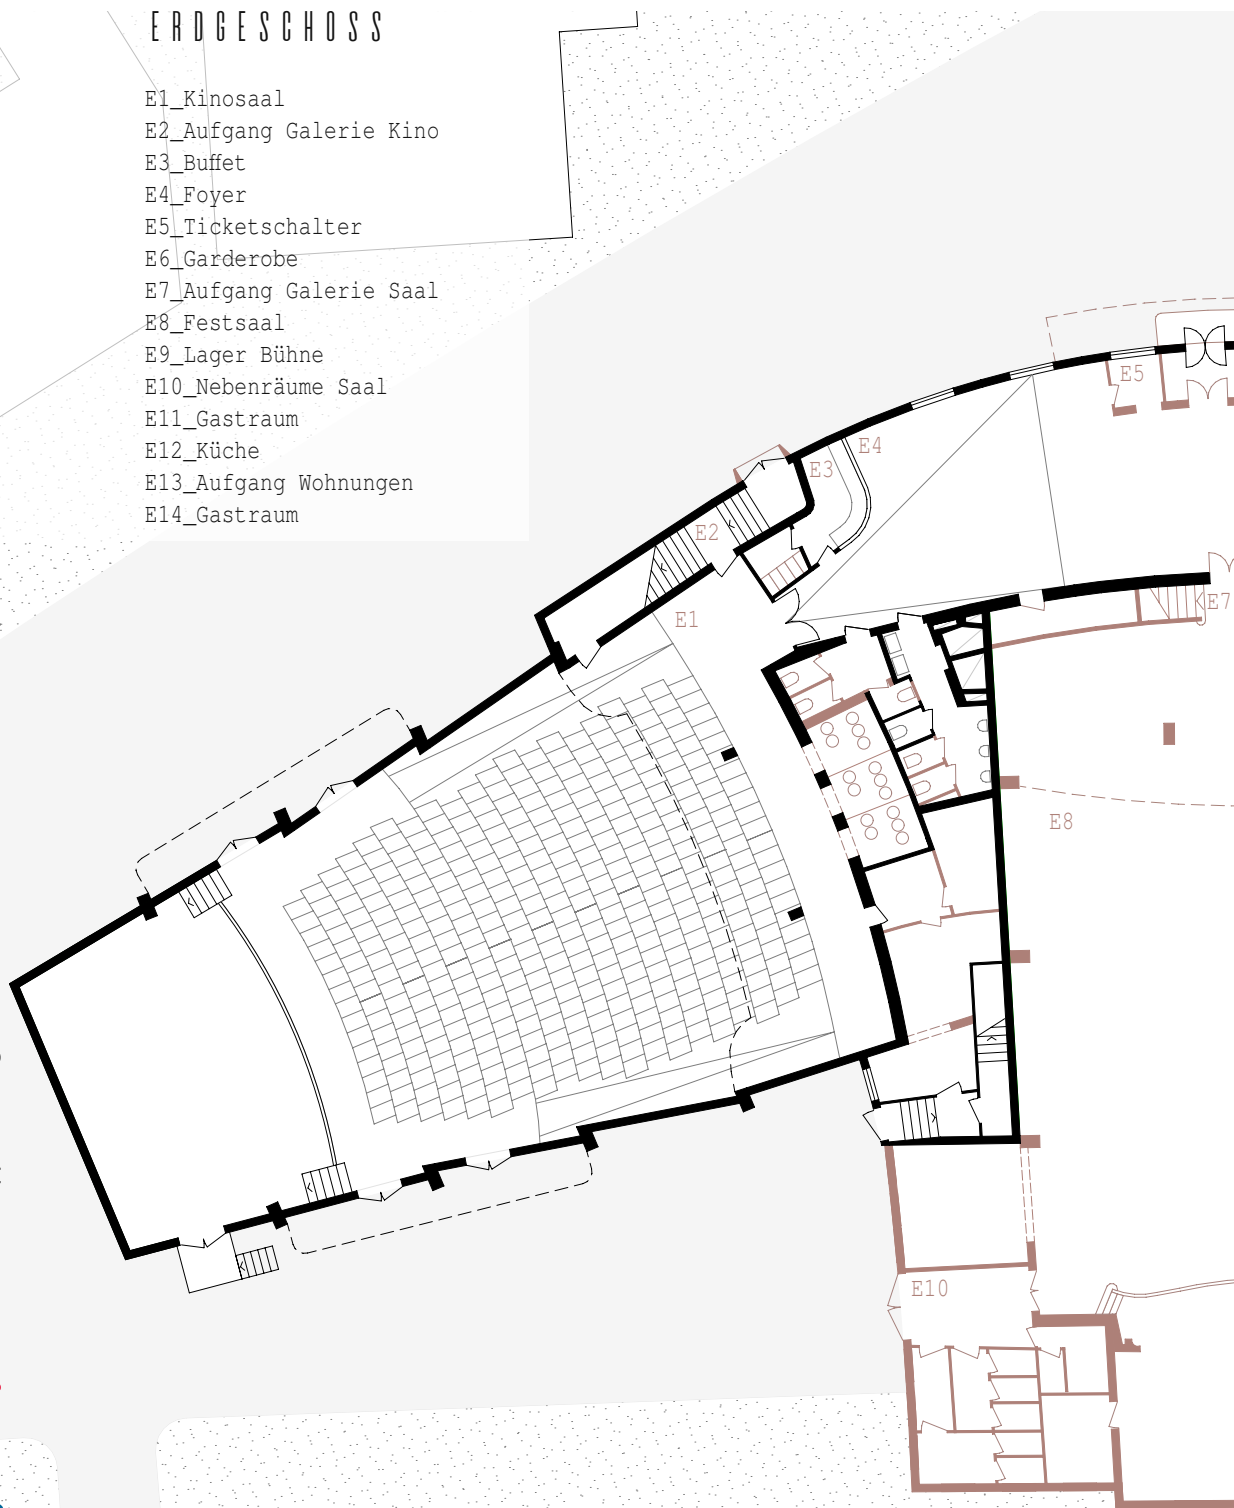 ERDGESCHOSS
E1_Kinosaal
E2_Aufgang Galerie Kino
E3_Buffet
E4_Foyer
E5_Ticketschalter
E6_Garderobe
E7_Aufgang Galerie Saal
E8_Festsaal
E9_Lager Bühne
E10_Nebenräume Saal
E11_Gastraum
E12_Küche
E13_Aufgang Wohnungen
E14_Gastraum
E5
E4
E3
E2
E7
E1
E8
E10